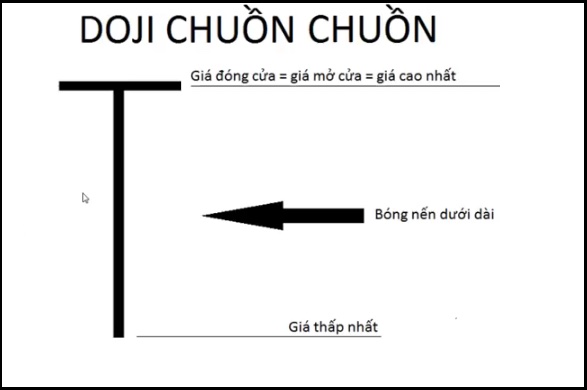 DOJI CHUỒN CHUỒN
Giá đóng cửa = giá mở cửa = giá cao nhất
Bóng nến dưới dài
Giá thấp nhất